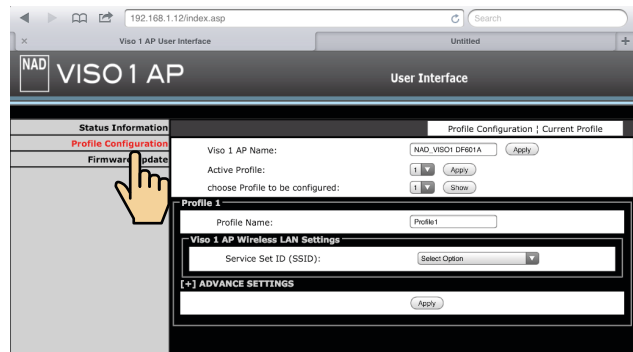 192.168.1.12/index.asp
Search
× Viso 1 AP User Interface
Untitled +
NAD VISO 1 AP
User Interface
Status Information
Profile Configuration
Firmware Update
Profile Configuration ¦ Current Profile
Viso 1 AP Name: NAD_VISO1 DF601A Apply
Active Profile: 1 Apply
choose Profile to be configured: 1 Show
Profile 1
Profile Name: Profile1
Viso 1 AP Wireless LAN Settings
Service Set ID (SSID): Select Option
[+] ADVANCE SETTINGS
Apply